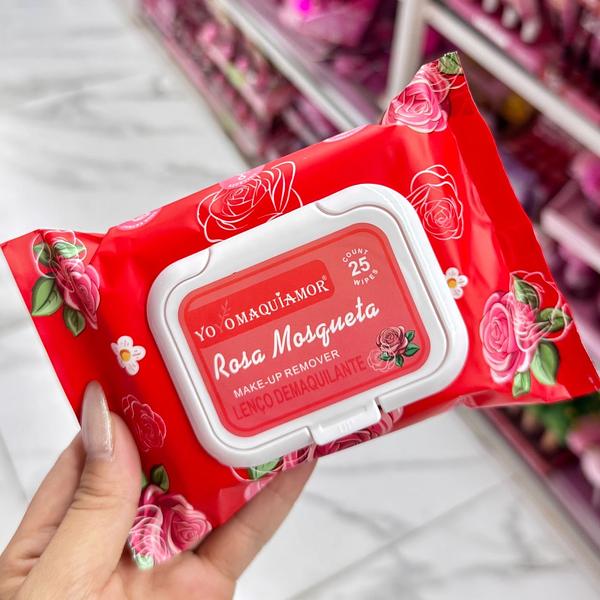 COUNT
25
WIPES
YOYO MAQUIAMOR®
Rosa Mosqueta
MAKE-UP REMOVER
LENÇO DEMAQUILANTE